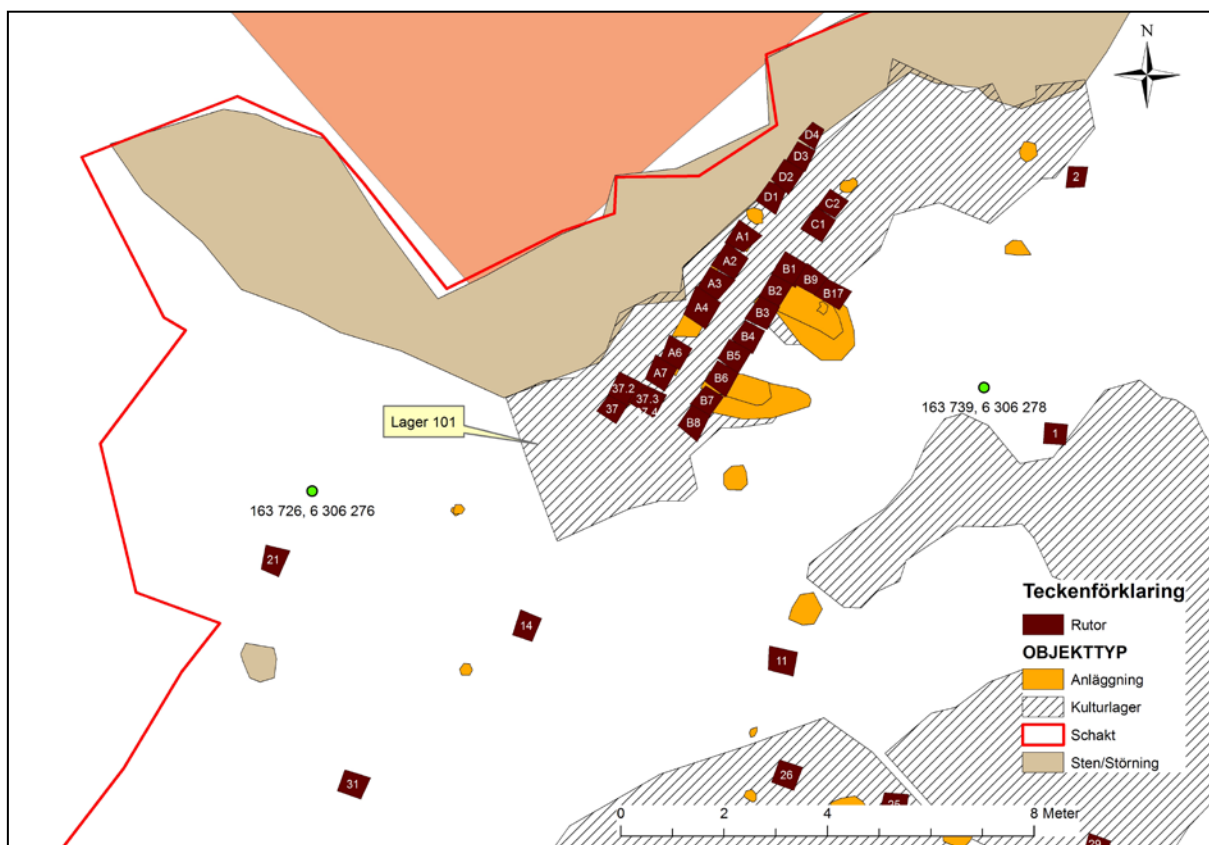 N
D4
D3
D2
D1
2
C2
C1
A1
A2
A3
A4
B1
B9
B17
B2
B3
B4
B5
B6
B7
B8
A6
A7
37.2
37.3
37
Lager 101
163 739, 6 306 278
1
163 726, 6 306 276
21
14
11
31
26
25
29
Teckenförklaring
Rutor
OBJEKTTYP
Anläggning
Kulturlager
Schakt
Sten/Störning
0 2 4 8 Meter